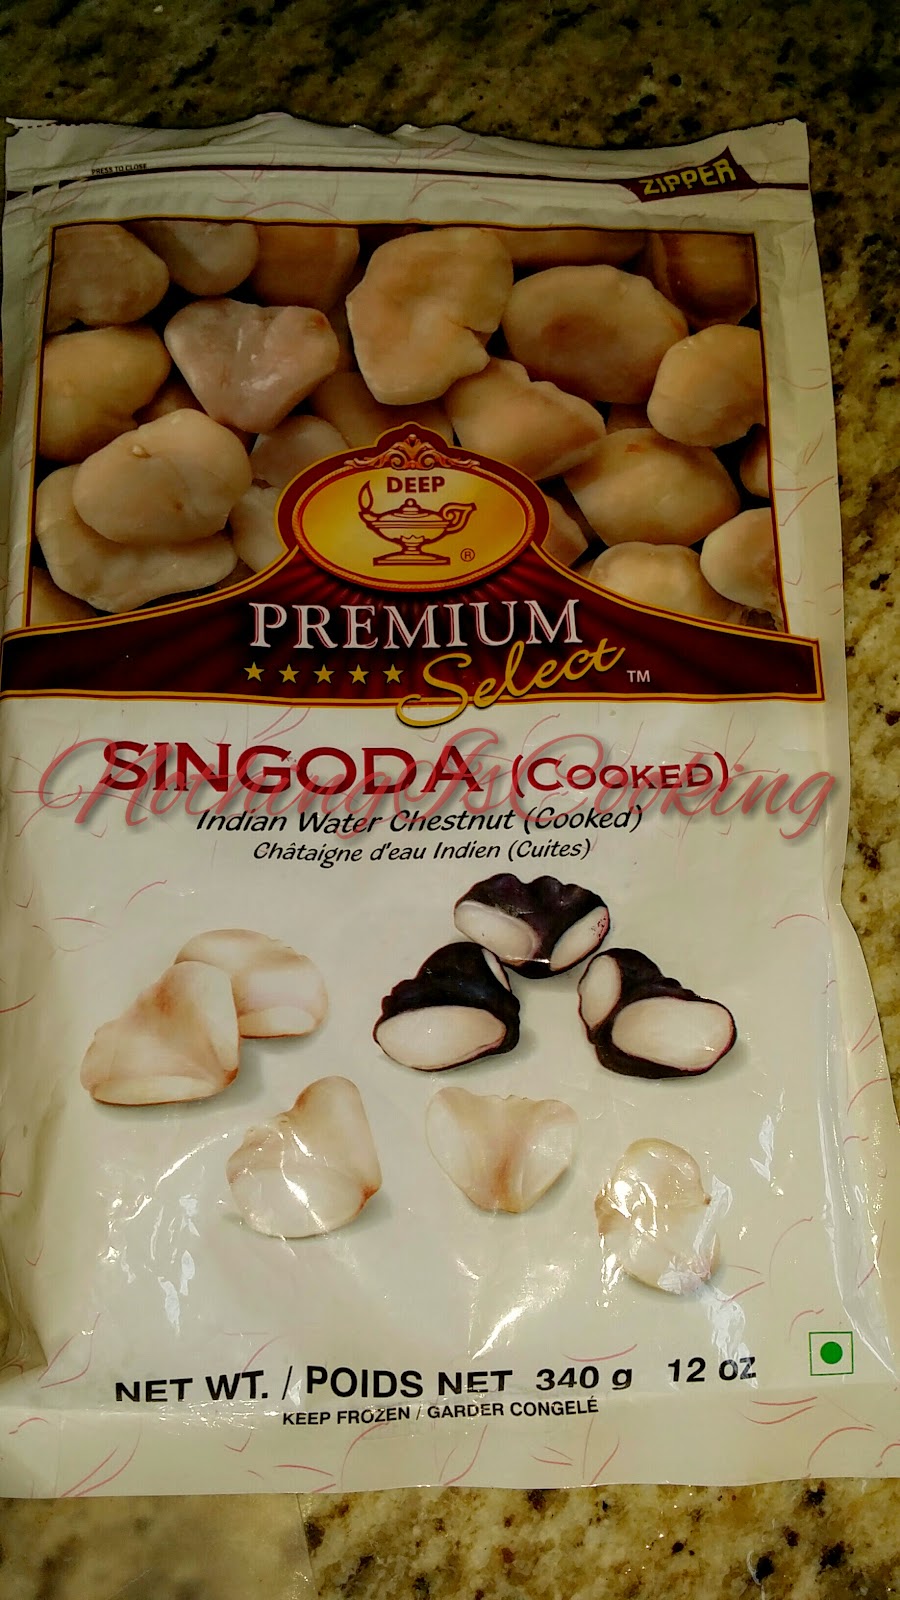 PRESS TO CLOSE
ZIPPER
DEEP
®
PREMIUM
Select ™
SINGODA (COOKED)
NothingIsCooking
Indian Water Chestnut (Cooked)
Châtaigne d'eau Indien (Cuites)
NET WT. / POIDS NET 340 g 12 OZ
KEEP FROZEN / GARDER CONGELÉ